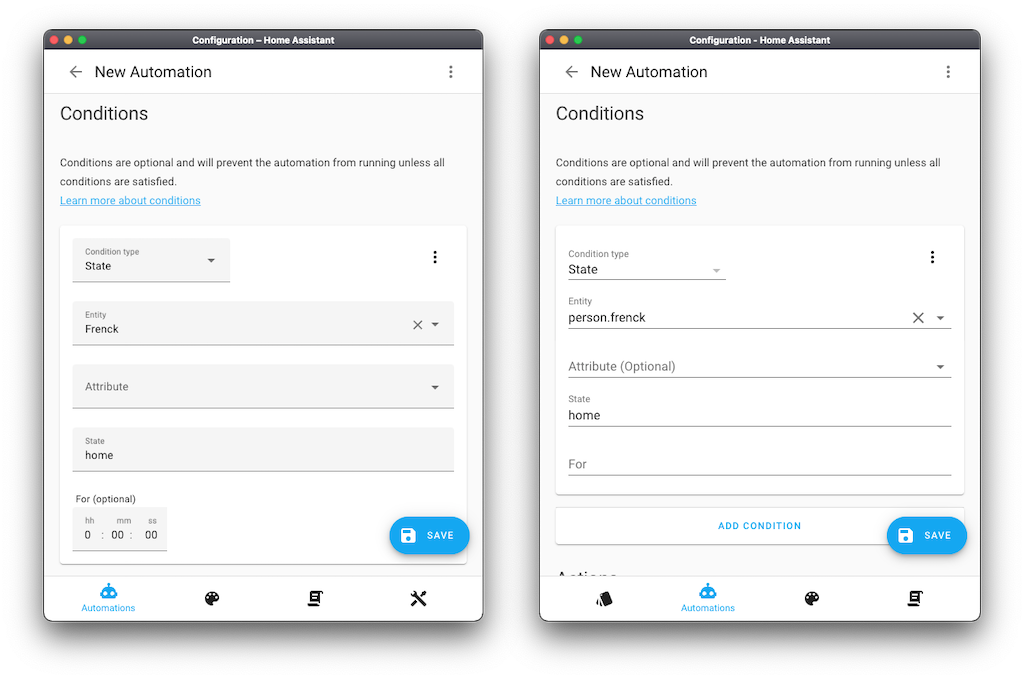 Configuration – Home Assistant
New Automation
Conditions
Conditions are optional and will prevent the automation from running unless all
conditions are satisfied.
Learn more about conditions
Condition type
State
Entity
Frenck
Attribute
State
home
For (optional)
hh mm ss
0 : 00 : 00
SAVE
Automations
Configuration - Home Assistant
New Automation
Conditions
Conditions are optional and will prevent the automation from running unless all
conditions are satisfied.
Learn more about conditions
Condition type
State
Entity
person.frenck
Attribute (Optional)
State
home
For
ADD CONDITION
SAVE
Actions
Automations